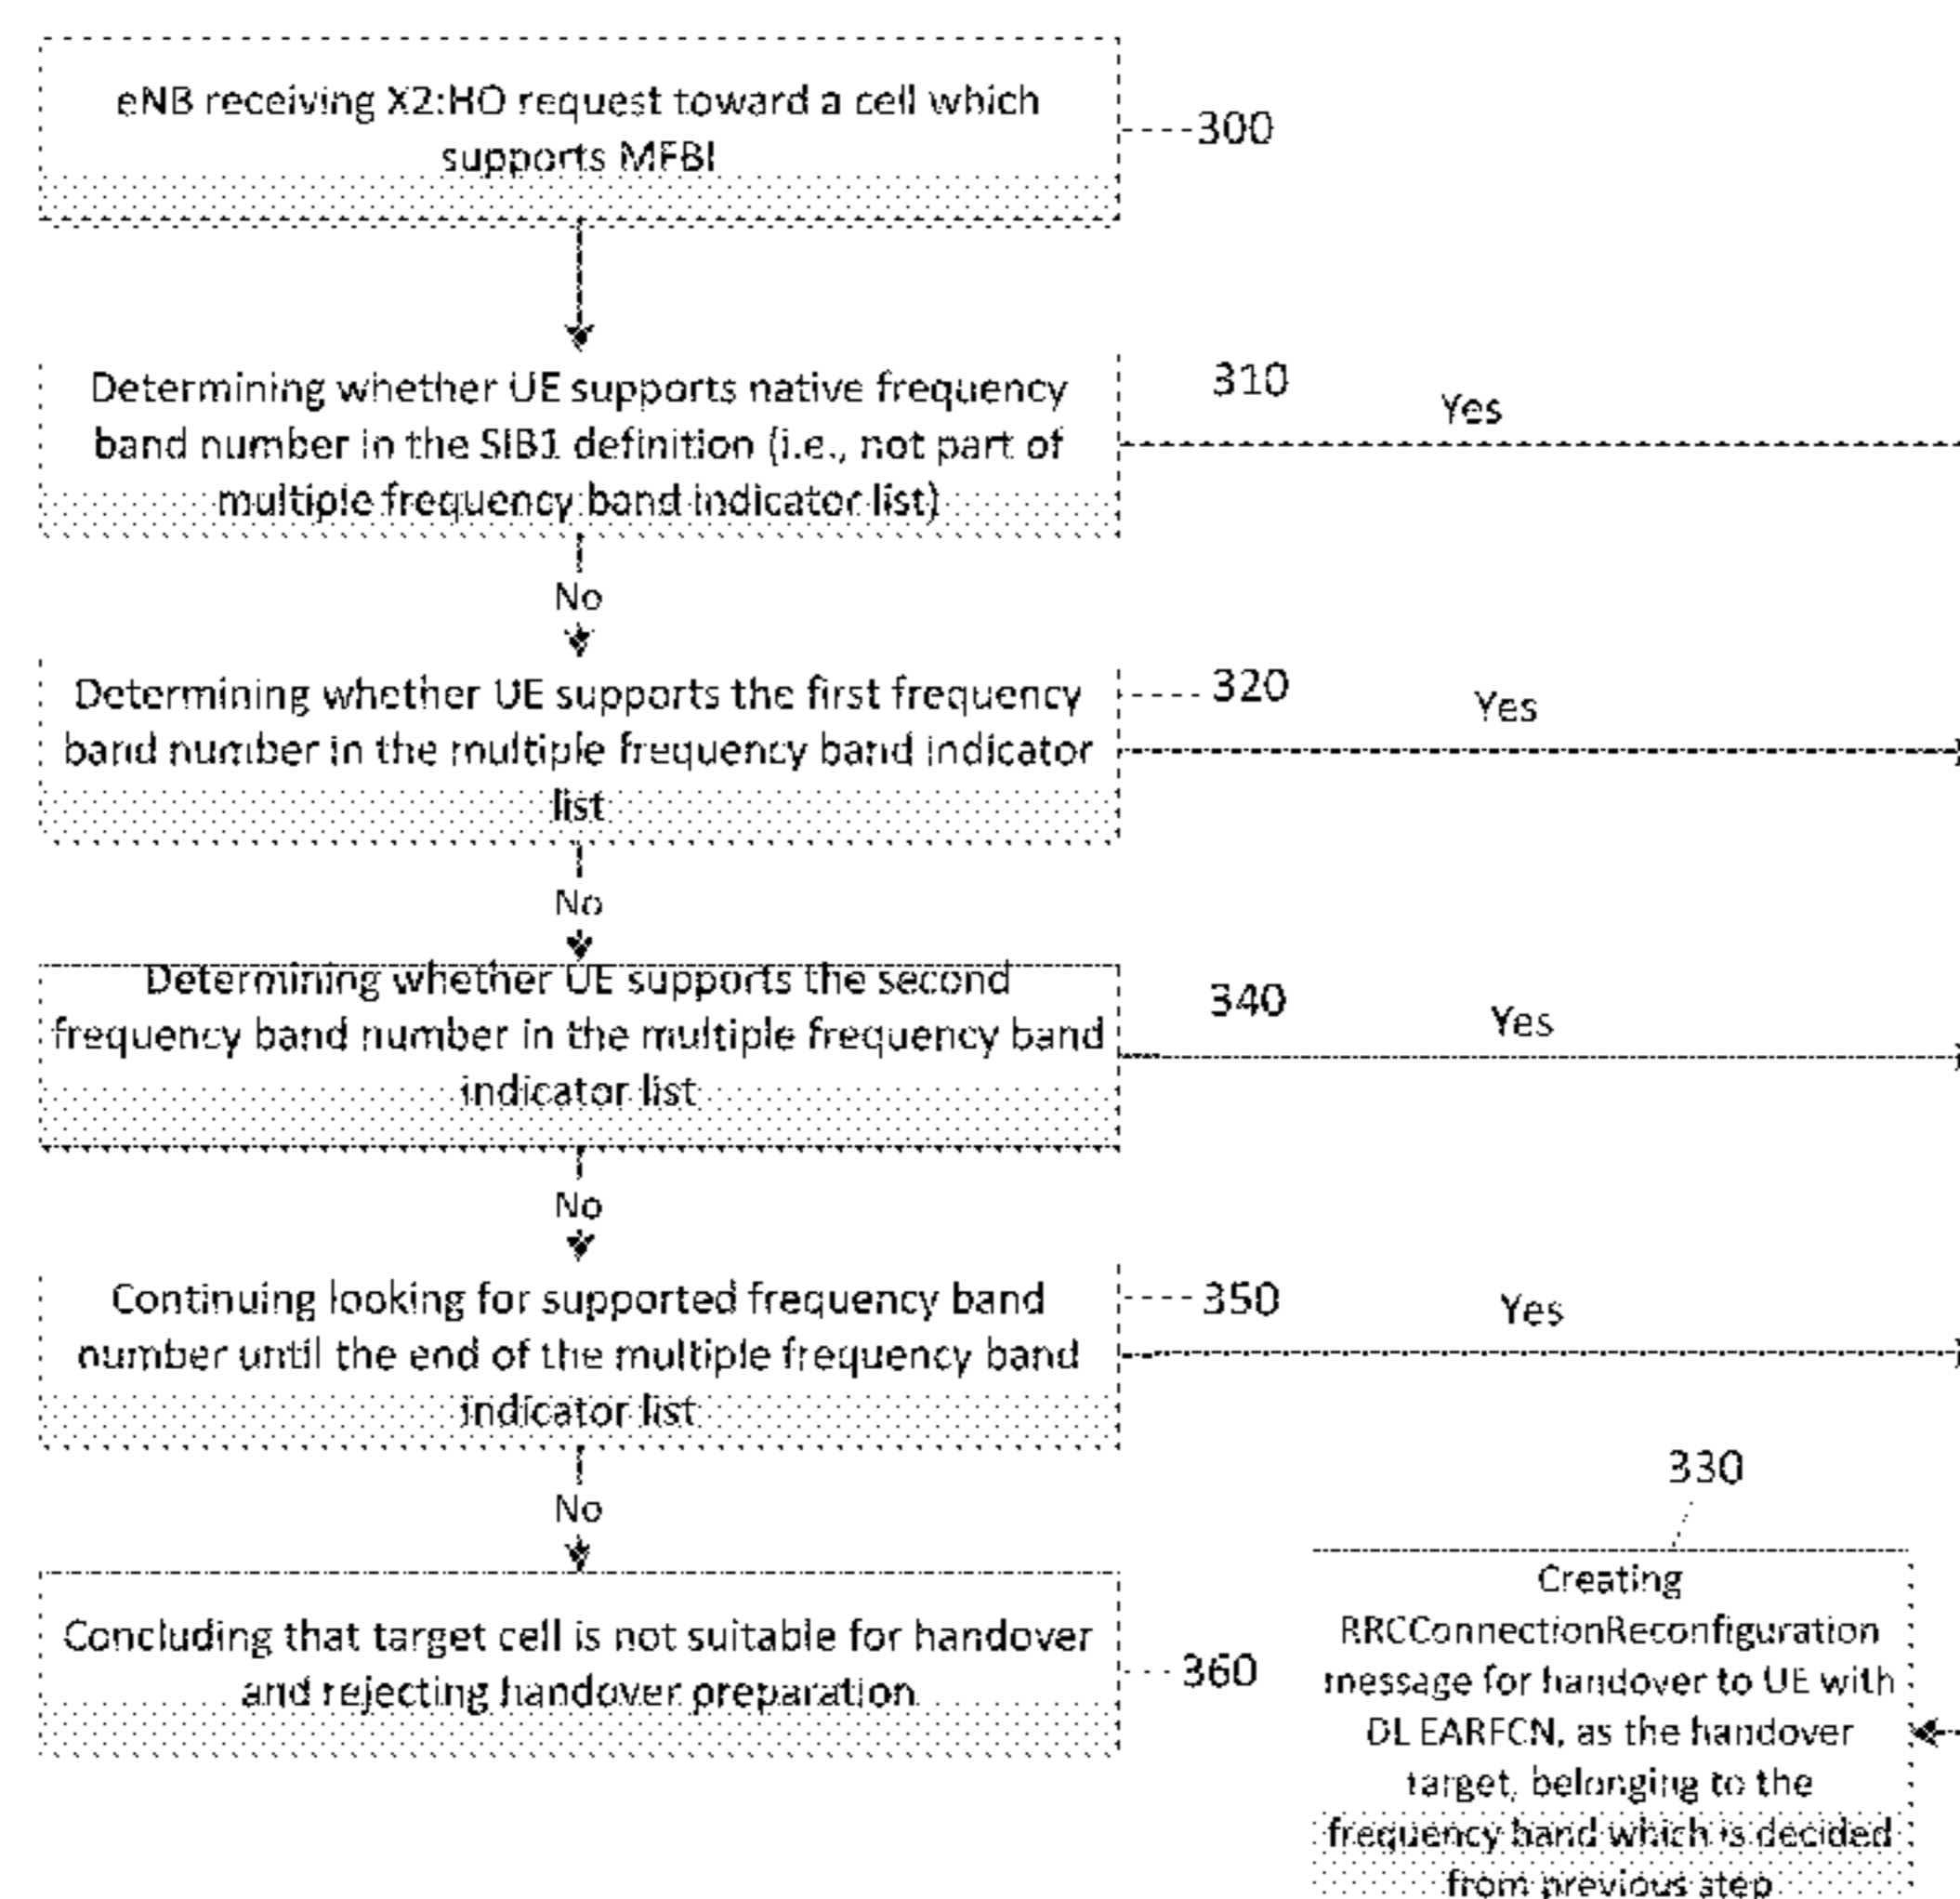 eNB receiving X2:HO request toward a cell which
supports MFBI
300
Determining whether UE supports native frequency
band number in the SIB1 definition (i.e., not part of
multiple frequency band indicator list)
310
Yes
No
Determining whether UE supports the first frequency
band number in the multiple frequency band indicator
list
320
Yes
No
Determining whether UE supports the second
frequency band number in the multiple frequency band
indicator list
340
Yes
No
Continuing looking for supported frequency band
number until the end of the multiple frequency band
indicator list
350
Yes
No
Concluding that target cell is not suitable for handover
and rejecting handover preparation
360
330
Creating
RRCConnectionReconfiguration
message for handover to UE with
DL EARFCN, as the handover
target, belonging to the
frequency band which is decided
from previous step